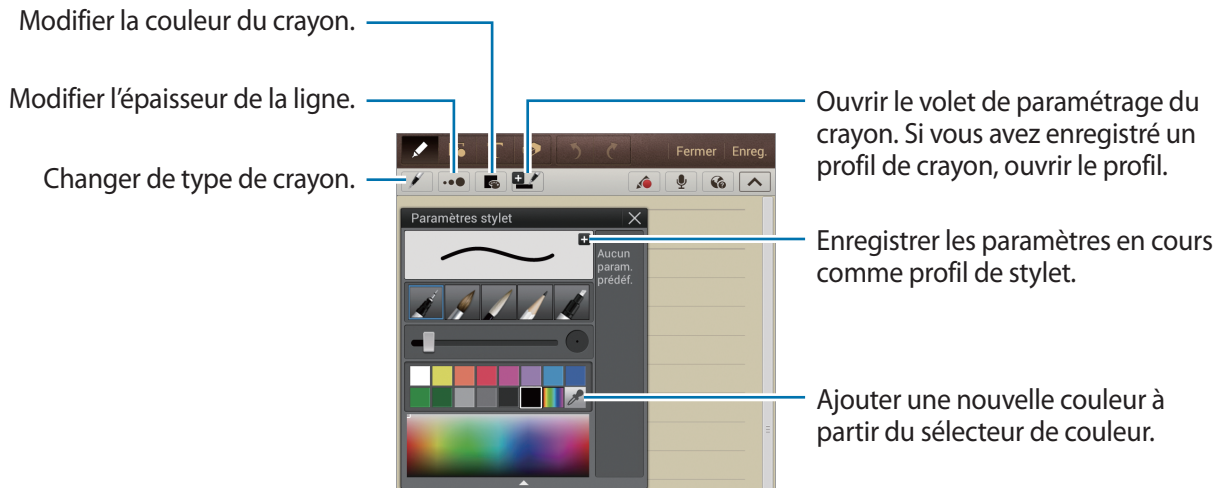 Modifier la couleur du crayon.
Modifier l’épaisseur de la ligne.
Changer de type de crayon.
Ouvrir le volet de paramétrage du
crayon. Si vous avez enregistré un
profil de crayon, ouvrir le profil.
Enregistrer les paramètres en cours
comme profil de stylet.
Ajouter une nouvelle couleur à
partir du sélecteur de couleur.
Fermer Enreg.
Paramètres stylet
Aucun
param.
prédéf.